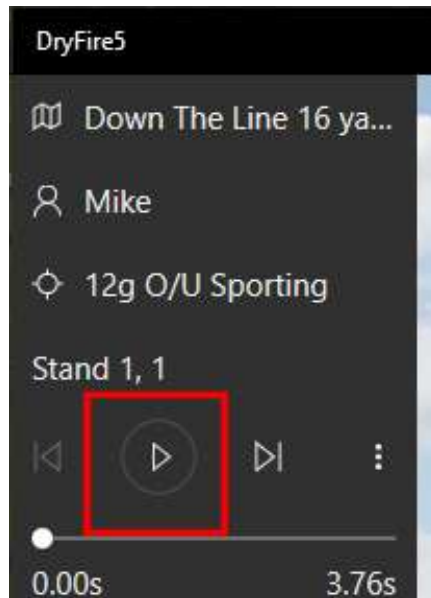 DryFire5
Down The Line 16 ya...
Mike
12g O/U Sporting
Stand 1, 1
0.00s 3.76s